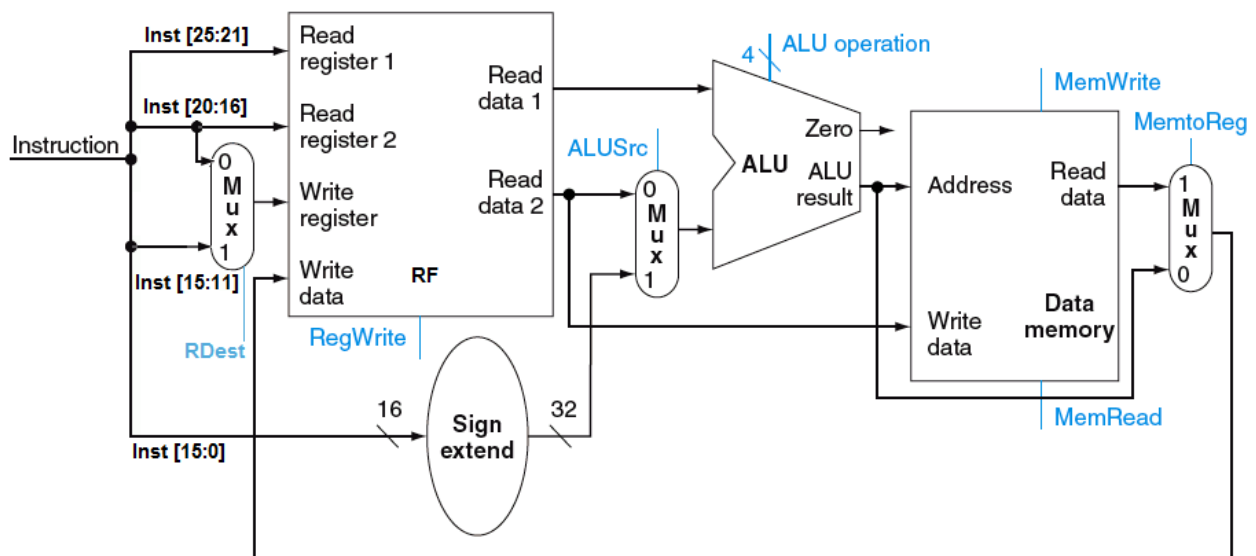 Inst [25:21]
Read
register 1
Inst [20:16]
Read
register 2
Instruction
0
M
u
x
1
Write
register
Inst [15:11]
Write
data
RF
Read
data 1
Read
data 2
RDest
RegWrite
16
Sign
extend
32
Inst [15:0]
ALUSrc
0
M
u
x
1
4
ALU operation
Zero
ALU
ALU
result
MemWrite
Address
Read
data
Write
data
Data
memory
MemRead
MemtoReg
1
M
u
x
0